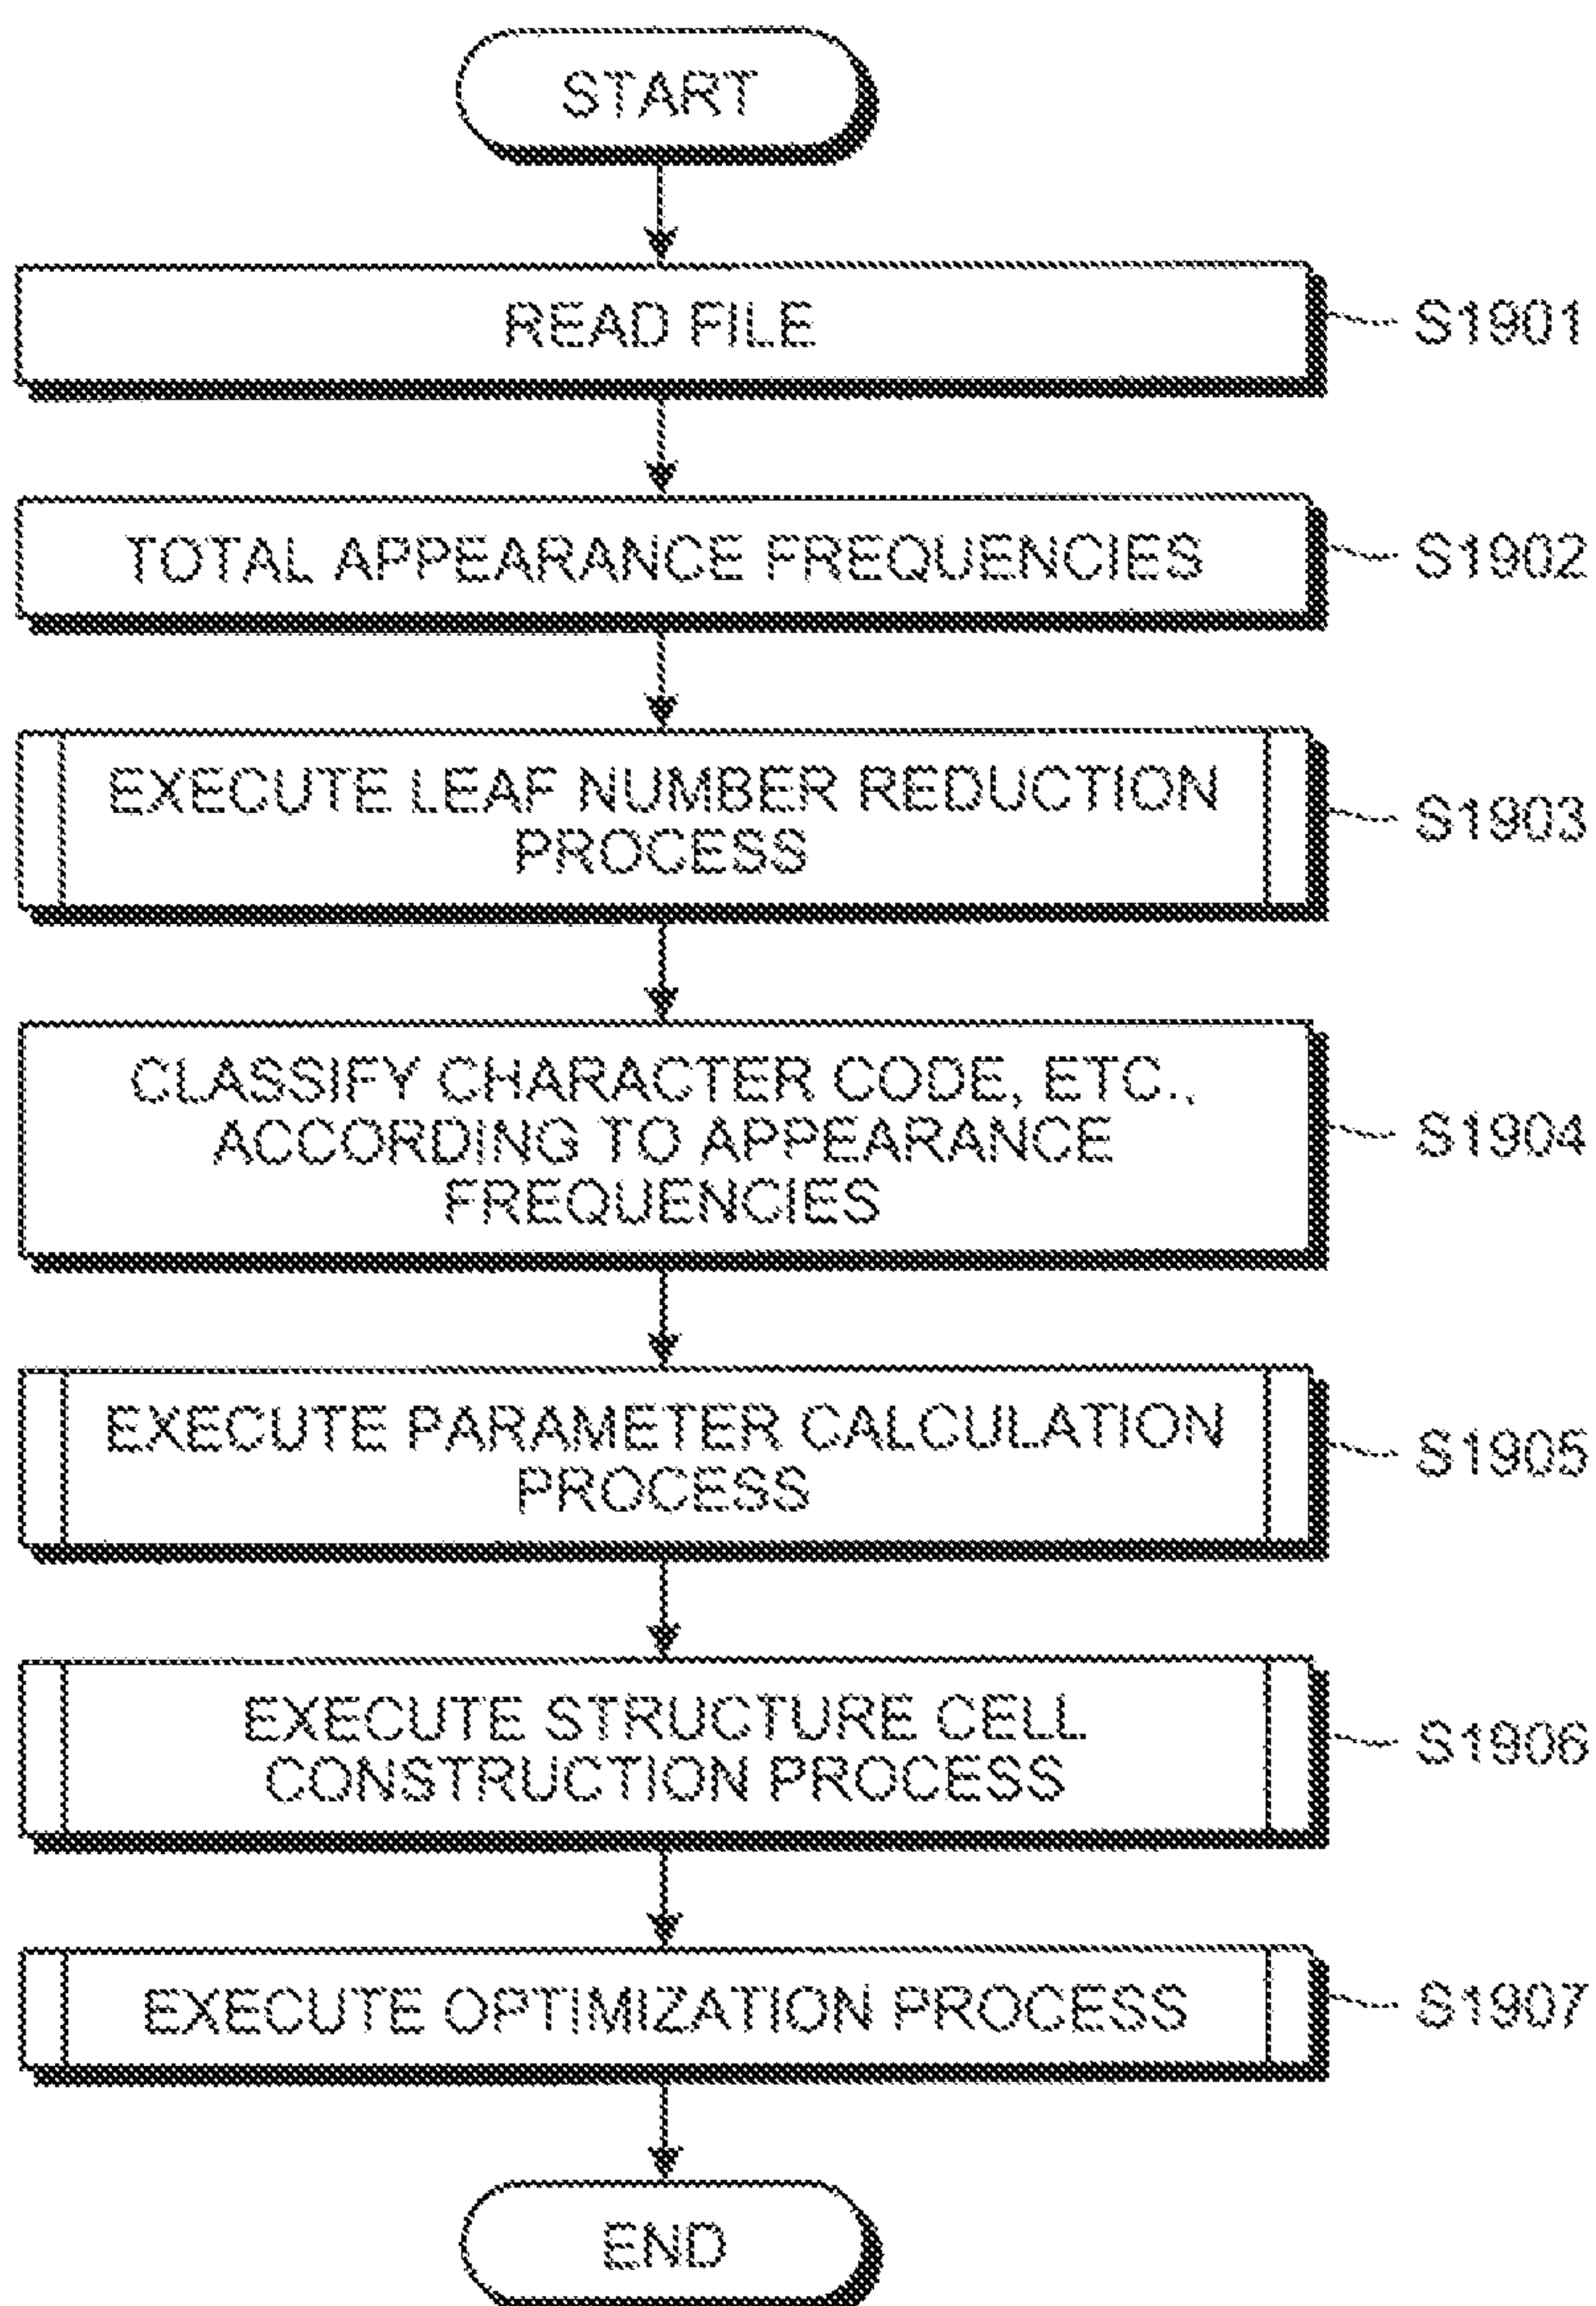 START
READ FILE
S1901
TOTAL APPEARANCE FREQUENCIES
S1902
EXECUTE LEAF NUMBER REDUCTION
PROCESS
S1903
CLASSIFY CHARACTER CODE, ETC.,
ACCORDING TO APPEARANCE
FREQUENCIES
S1904
EXECUTE PARAMETER CALCULATION
PROCESS
S1905
EXECUTE STRUCTURE CELL
CONSTRUCTION PROCESS
S1906
EXECUTE OPTIMIZATION PROCESS
S1907
END